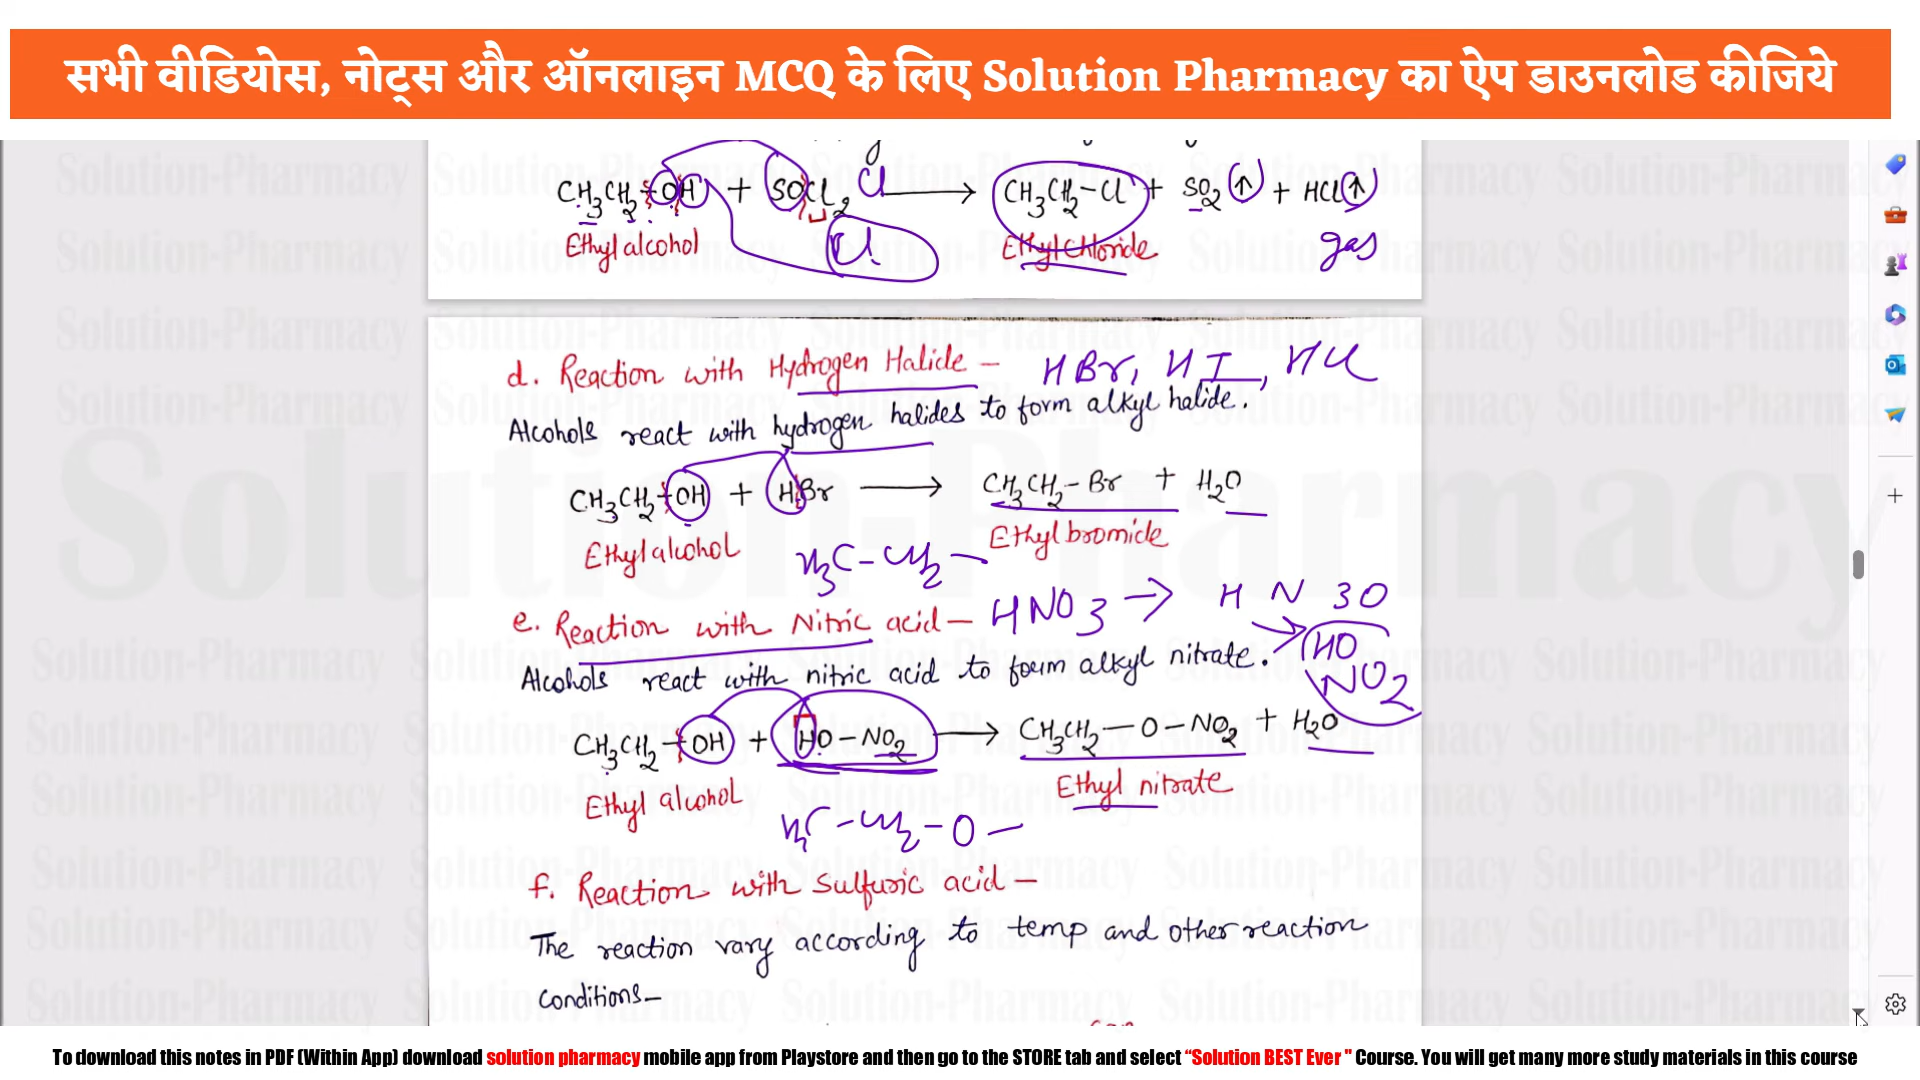 सभी वीडियोस, नोट्स और ऑनलाइन MCQ के लिए Solution Pharmacy का ऐप डाउनलोड कीजिये
CH3CH2-OH + SOCl2 Cl → CH3CH2-Cl + SO2(↑) + HCl(↑)
Ethyl alcohol Cl Ethylchloride gas
d. Reaction with Hydrogen Halide - HBr, HI, HCl
Alcohols react with hydrogen halides to form alkyl halide.
CH3CH2-OH + HBr → CH3CH2-Br + H2O
Ethyl alcohol H3C-CH2- Ethyl bromide
e. Reaction with Nitric acid- HNO3 → H N 3O
Alcohols react with nitric acid to form alkyl nitrate. → HO
NO2
CH3CH2-OH + HO-NO2 → CH3CH2-O-NO2 + H2O
Ethyl alcohol Ethyl nitrate
H3C-CH2-O-
f. Reaction with Sulfuric acid-
The reaction vary according to temp and other reaction
conditions-
Solution-Pharmacy
To download this notes in PDF (Within App) download solution pharmacy mobile app from Playstore and then go to the STORE tab and select “Solution BEST Ever " Course. You will get many more study materials in this course